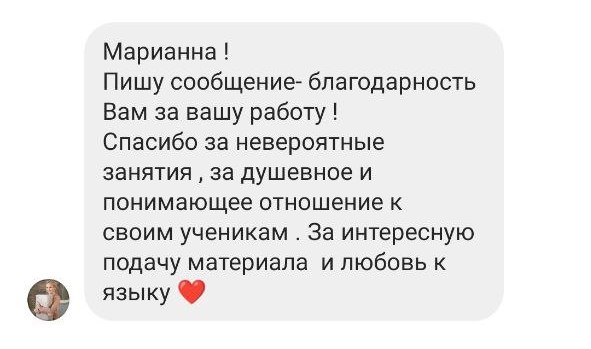 Марианна !
Пишу сообщение- благодарность
Вам за вашу работу !
Спасибо за невероятные
занятия , за душевное и
понимающее отношение к
своим ученикам . За интересную
подачу материала  и любовь к
языку ❤️